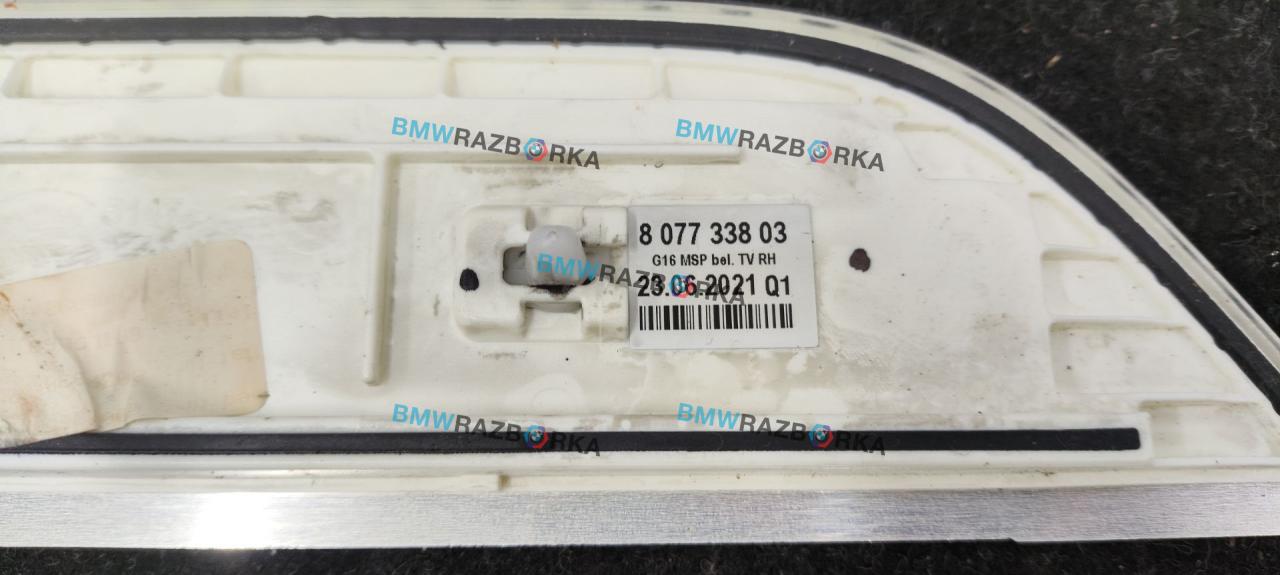 BMWRAZBORKA
BMWRAZBORKA
8 077 338 03
G16 MSP bel. TV RH
BMWRAZBORKA
23.06.2021 Q1
BMWRAZBORKA
BMWRAZBORKA